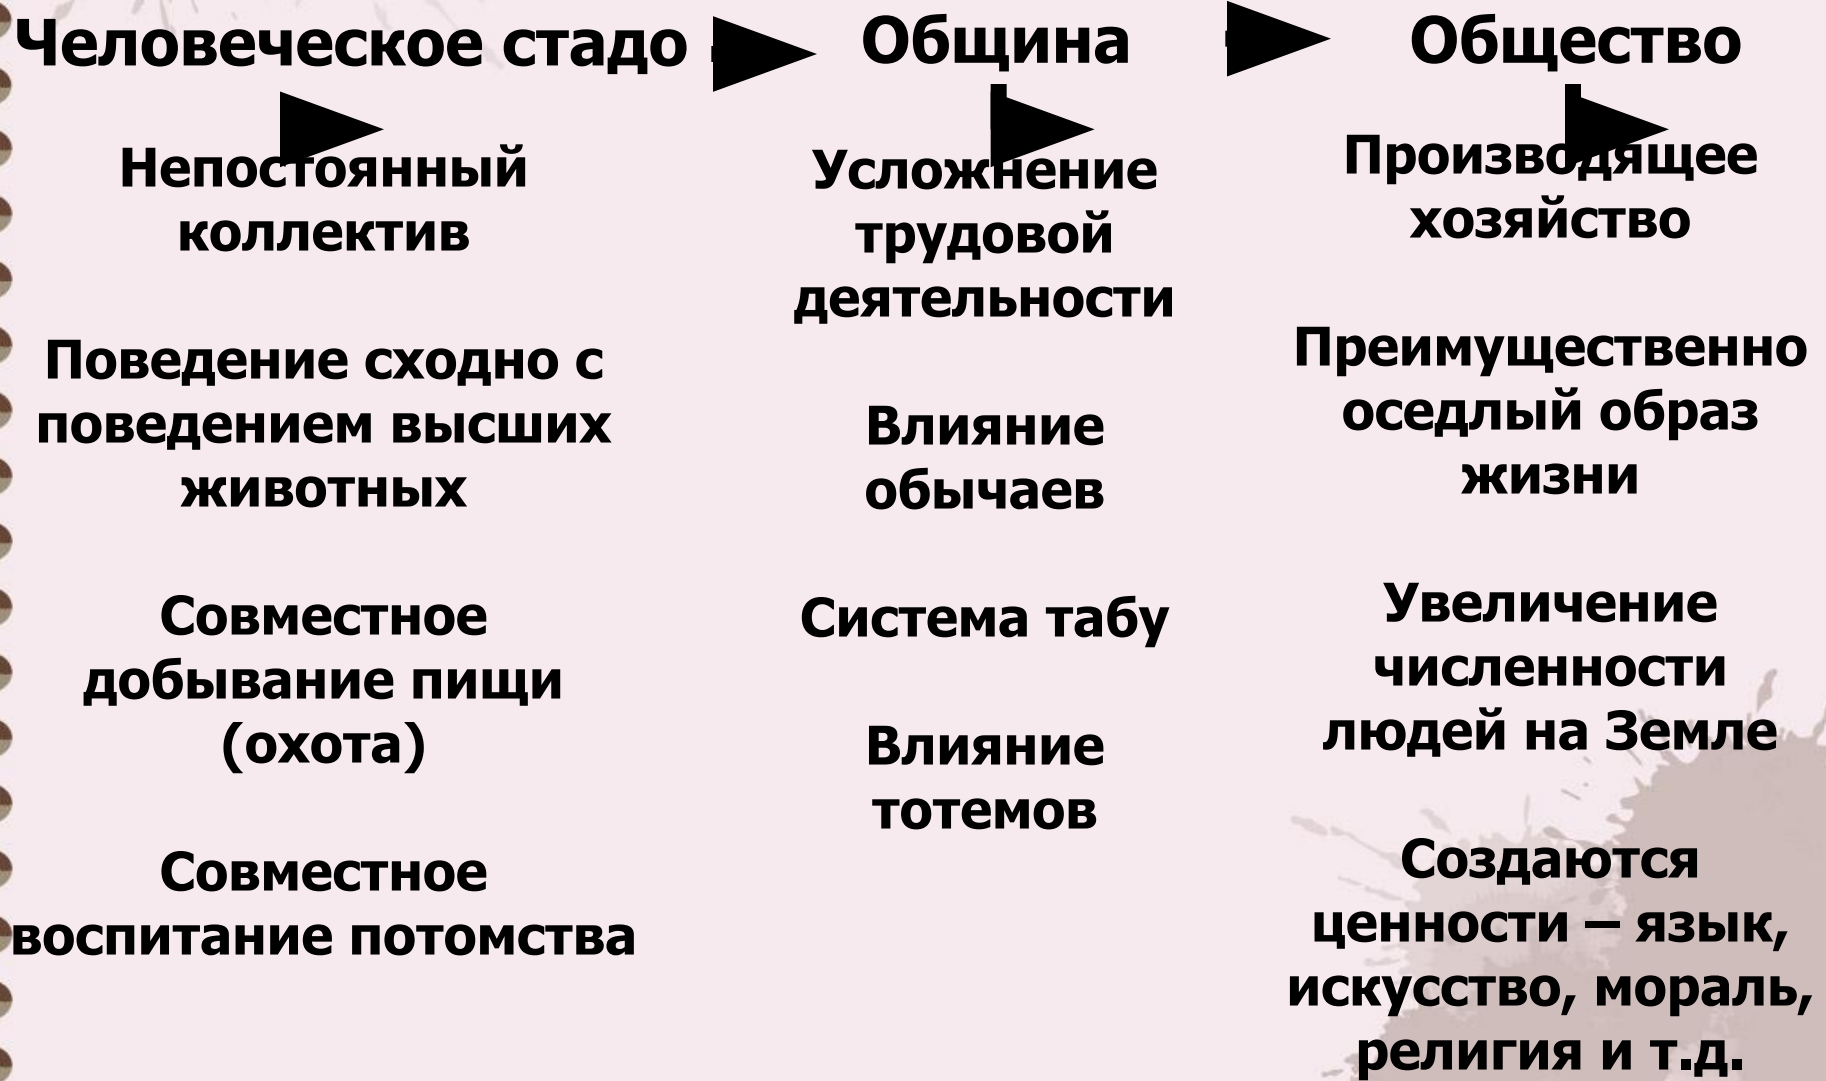 Человеческое стадо
Непостоянный
коллектив
Поведение сходно с
поведением высших
животных
Совместное
добывание пищи
(охота)
Совместное
воспитание потомства
Община
Усложнение
трудовой
деятельности
Влияние
обычаев
Система табу
Влияние
тотемов
Общество
Производящее
хозяйство
Преимущественно
оседлый образ
жизни
Увеличение
численности
людей на Земле
Создаются
ценности – язык,
искусство, мораль,
религия и т.д.